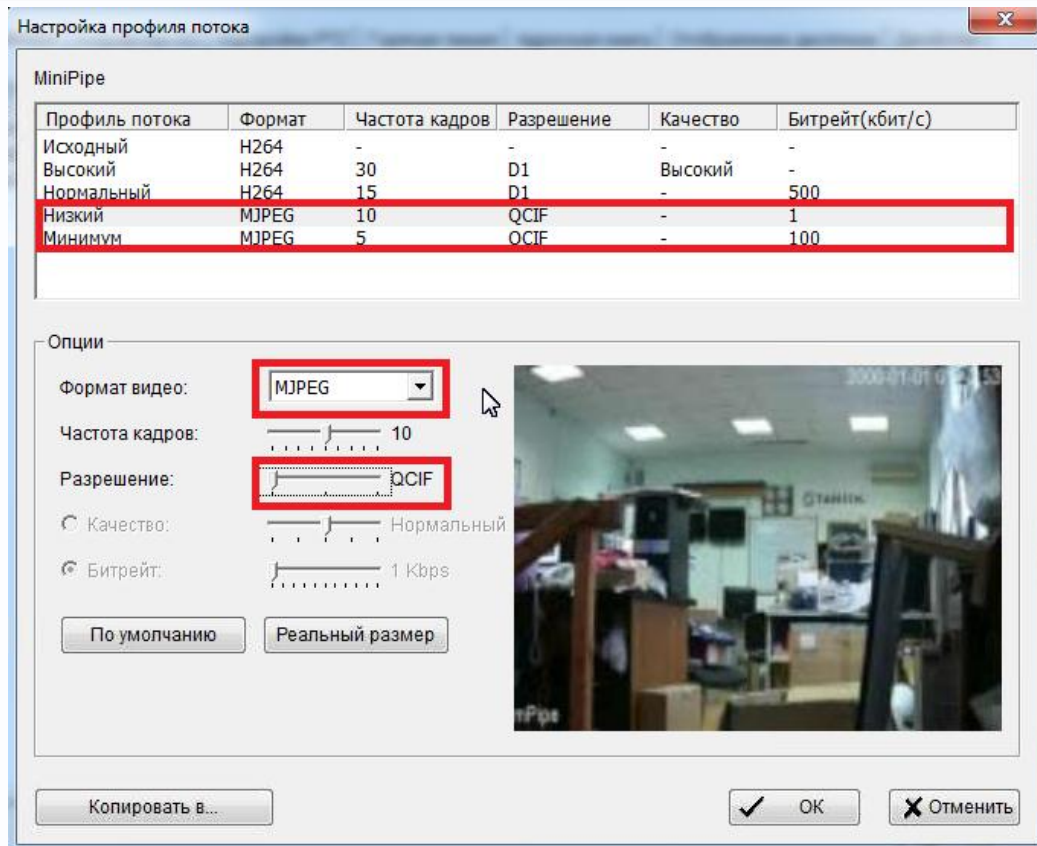 Настройка профиля потока
MiniPipe
Профиль потока Формат Частота кадров Разрешение Качество Битрейт(кбит/с)
Исходный H264 - - - -
Высокий H264 30 D1 Высокий -
Нормальный H264 15 D1 - 500
Низкий MJPEG 10 QCIF - 1
Минимум MJPEG 5 QCIF - 100
Опции
Формат видео: MJPEG
Частота кадров: 10
Разрешение: QCIF
Качество: Нормальный
Битрейт: 1 Kbps
По умолчанию Реальный размер
Копировать в... OK Отменить